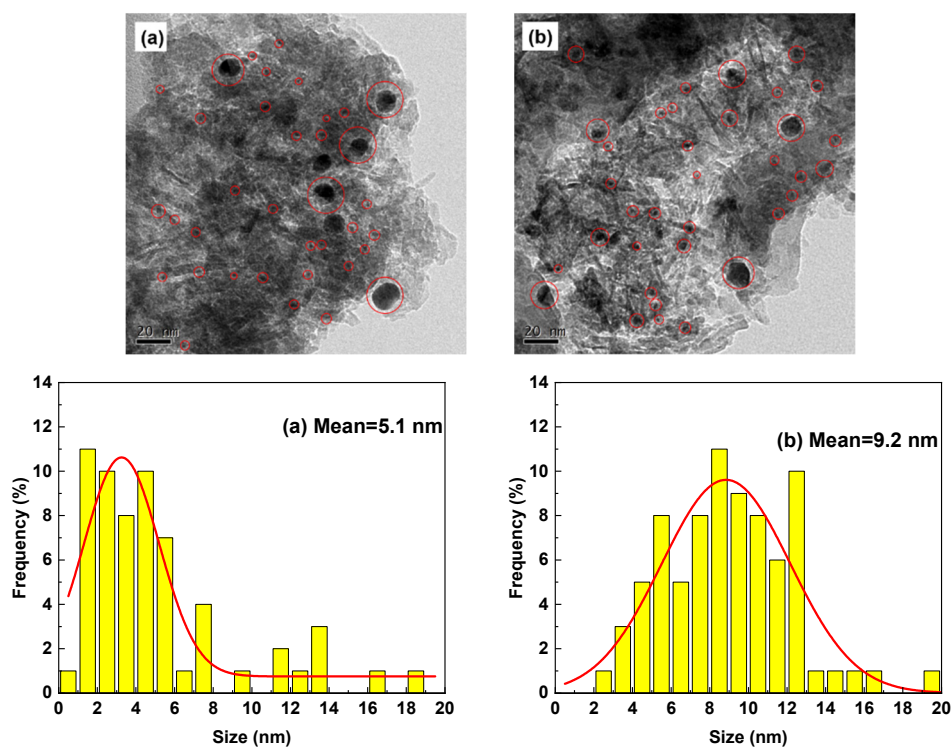 (a)
20 nm
(b)
20 nm
14
12
10
8
6
4
2
0
Frequency (%)
(a) Mean=5.1 nm
0 2 4 6 8 10 12 14 16 18 20
Size (nm)
14
12
10
8
6
4
2
0
Frequency (%)
(b) Mean=9.2 nm
0 2 4 6 8 10 12 14 16 18 20
Size (nm)